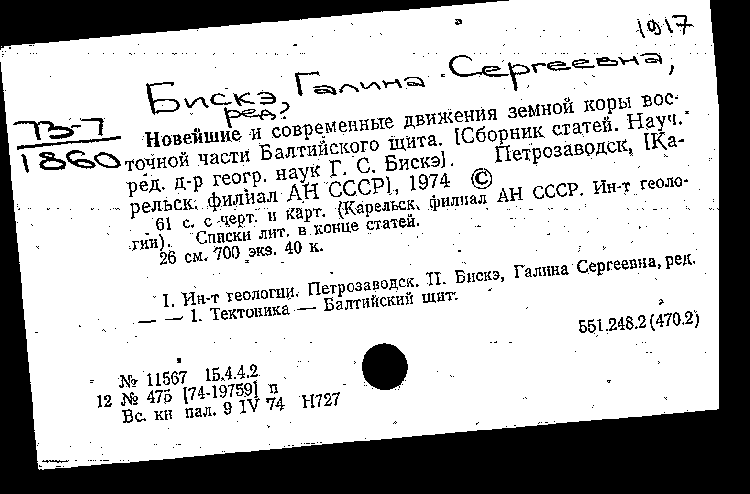 1917
Бискэ, Галина Сергеевна,
ред.
ТЗ-7
1860
Новейшие и современные движения земной коры вос-
точной части Балтийского щита. [Сборник статей. Науч.
ред. д-р геогр. наук Г. С. Бискэ]. Петрозаводск, [Ка-
рельск. филиал АН СССР], 1974 ©
61 с. с черт. и карт. (Карельск. филиал АН СССР. Ин-т геоло-
гии). Списки лит. в конце статей.
26 см. 700 экз. 40 к.
I. Ин-т геологии. Петрозаводск. II. Бискэ, Галина Сергеевна, ред.
— — 1. Тектоника — Балтийский щит.
551.248.2 (470.2)
№ 11567 15.4.4.2
12 № 475 [74-19759] п
Вс. кн пал. 9 IV 74 Н727